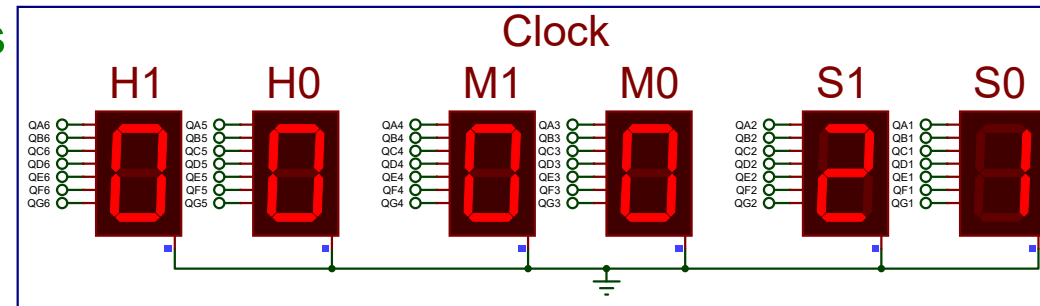 s
Clock
H1 H0 M1 M0 S1 S0
QA6 QA5 QA4 QA3 QA2 QA1
QB6 QB5 QB4 QB3 QB2 QB1
QC6 QC5 QC4 QC3 QC2 QC1
QD6 QD5 QD4 QD3 QD2 QD1
QE6 QE5 QE4 QE3 QE2 QE1
QF6 QF5 QF4 QF3 QF2 QF1
QG6 QG5 QG4 QG3 QG2 QG1
0 0 0 0 2 1